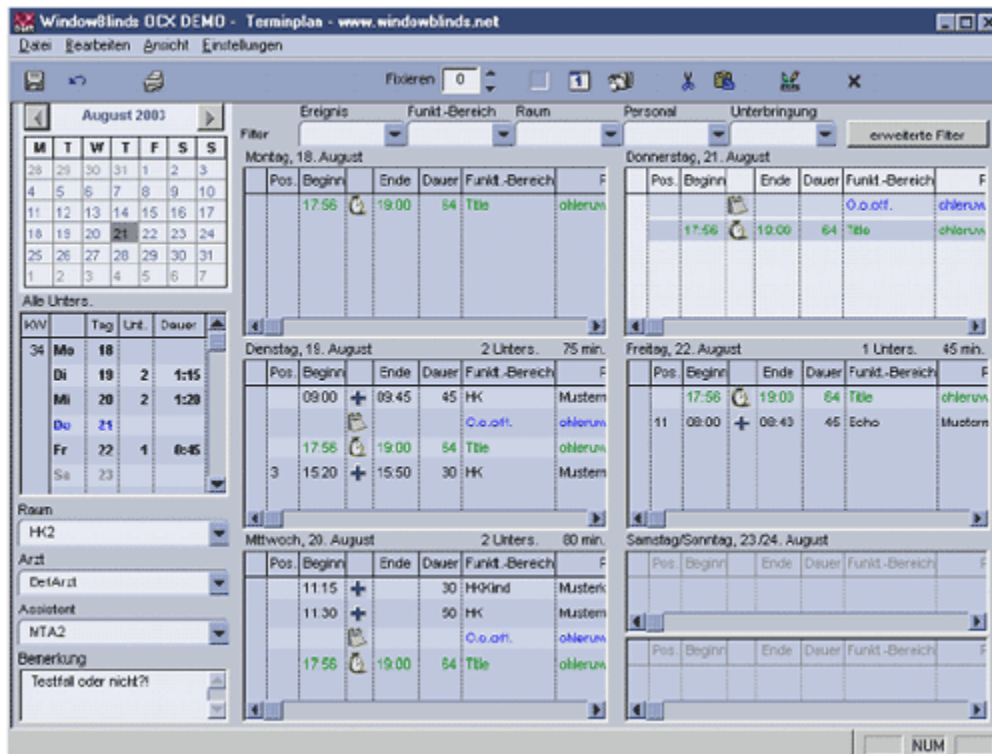 WindowBlinds OCX DEMO - Terminplan - www.windowblinds.net
Datei Bearbeiten Ansicht Einstellungen
Fixieren 0 1
August 2003
M T W T F S S
28 29 30 31 1 2 3
4 5 6 7 8 9 10
11 12 13 14 15 16 17
18 19 20 21 22 23 24
25 26 27 28 29 30 31
1 2 3 4 5 6 7
Alle Unters.
KW Tag Unt. Dauer
34 Mo 18
Di 19 2 1:15
Mi 20 2 1:20
Do 21
Fr 22 1 0:45
Sa 23
Raum
HK2
Arzt
DefArzt
Assistent
MTA2
Bemerkung
Testfall oder nicht?!
Ereignis Funkt.-Bereich Raum Personal Unterbringung
Filter erweiterte Filter
Montag, 18. August
Pos. Beginn Ende Dauer Funkt.-Bereich
17:56 19:00 64 Title
Dienstag, 19. August 2 Unters. 75 min.
Pos. Beginn Ende Dauer Funkt.-Bereich
09:00 09:45 45 HK Mustern
O.o.off.
17:56 19:00 64 Title
3 15:20 15:50 30 HK Mustern
Mittwoch, 20. August 2 Unters. 80 min.
Pos. Beginn Ende Dauer Funkt.-Bereich
11:15 30 HKKind
11:30 50 HK Mustern
O.o.off.
17:56 19:00 64 Title
Donnerstag, 21. August
Pos. Beginn Ende Dauer Funkt.-Bereich
O.o.off.
17:56 19:00 64 Title
Freitag, 22. August 1 Unters. 45 min.
Pos. Beginn Ende Dauer Funkt.-Bereich
17:56 19:00 64 Title
11 08:00 45 Echo Mustern
Samstag/Sonntag, 23./24. August
Pos. Beginn Ende Dauer Funkt.-Bereich
Pos. Beginn Ende Dauer Funkt.-Bereich
NUM